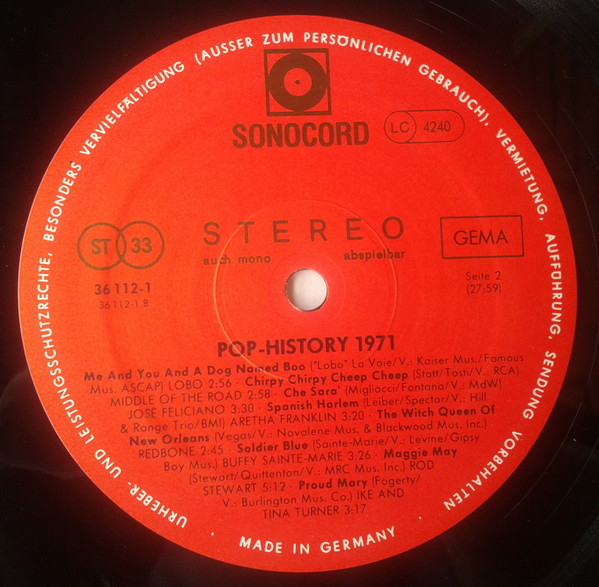 URHEBER- UND LEISTUNGSSCHUTZRECHTE, BESONDERS VERVIELFÄLTIGUNG (AUSSER ZUM PERSÖNLICHEN GEBRAUCH), VERMIETUNG, AUFFÜHRUNG, SENDUNG VORBEHALTEN
SONOCORD
LC 4240
ST 33
STEREO
GEMA
auch mono abspielbar
36 112-1
36 112-1 B
Seite 2
(27:59)
POP-HISTORY 1971
Me And You And A Dog Named Boo ("Lobo" La Voie/V.: Kaiser Mus./Famous
Mus. ASCAP) LOBO 2:56 · Chirpy Chirpy Cheep Cheep (Stott/Tosh/V.: RCA)
MIDDLE OF THE ROAD 2:58 · Che Sara' (Migliacci/Fontana/V.: MdW)
JOSE FELICIANO 3:30 · Spanish Harlem (Leiber/Spector/V.: Hill
& Range Trio/BMI) ARETHA FRANKLIN 3:20 · The Witch Queen Of
New Orleans (Vegas/V.: Novalene Mus. & Blackwood Mus. Inc.)
REDBONE 2:45 · Soldier Blue (Sainte-Marie/V.: Levine/Gipsy
Boy Mus.) BUFFY SAINTE-MARIE 3:26 · Maggie May
(Stewart/Quittenton/V.: MRC Mus. Inc.) ROD
STEWART 5:12 · Proud Mary (Fogerty/
V.: Burlington Mus. Co.) IKE AND
TINA TURNER 3:17
· MADE IN GERMANY ·